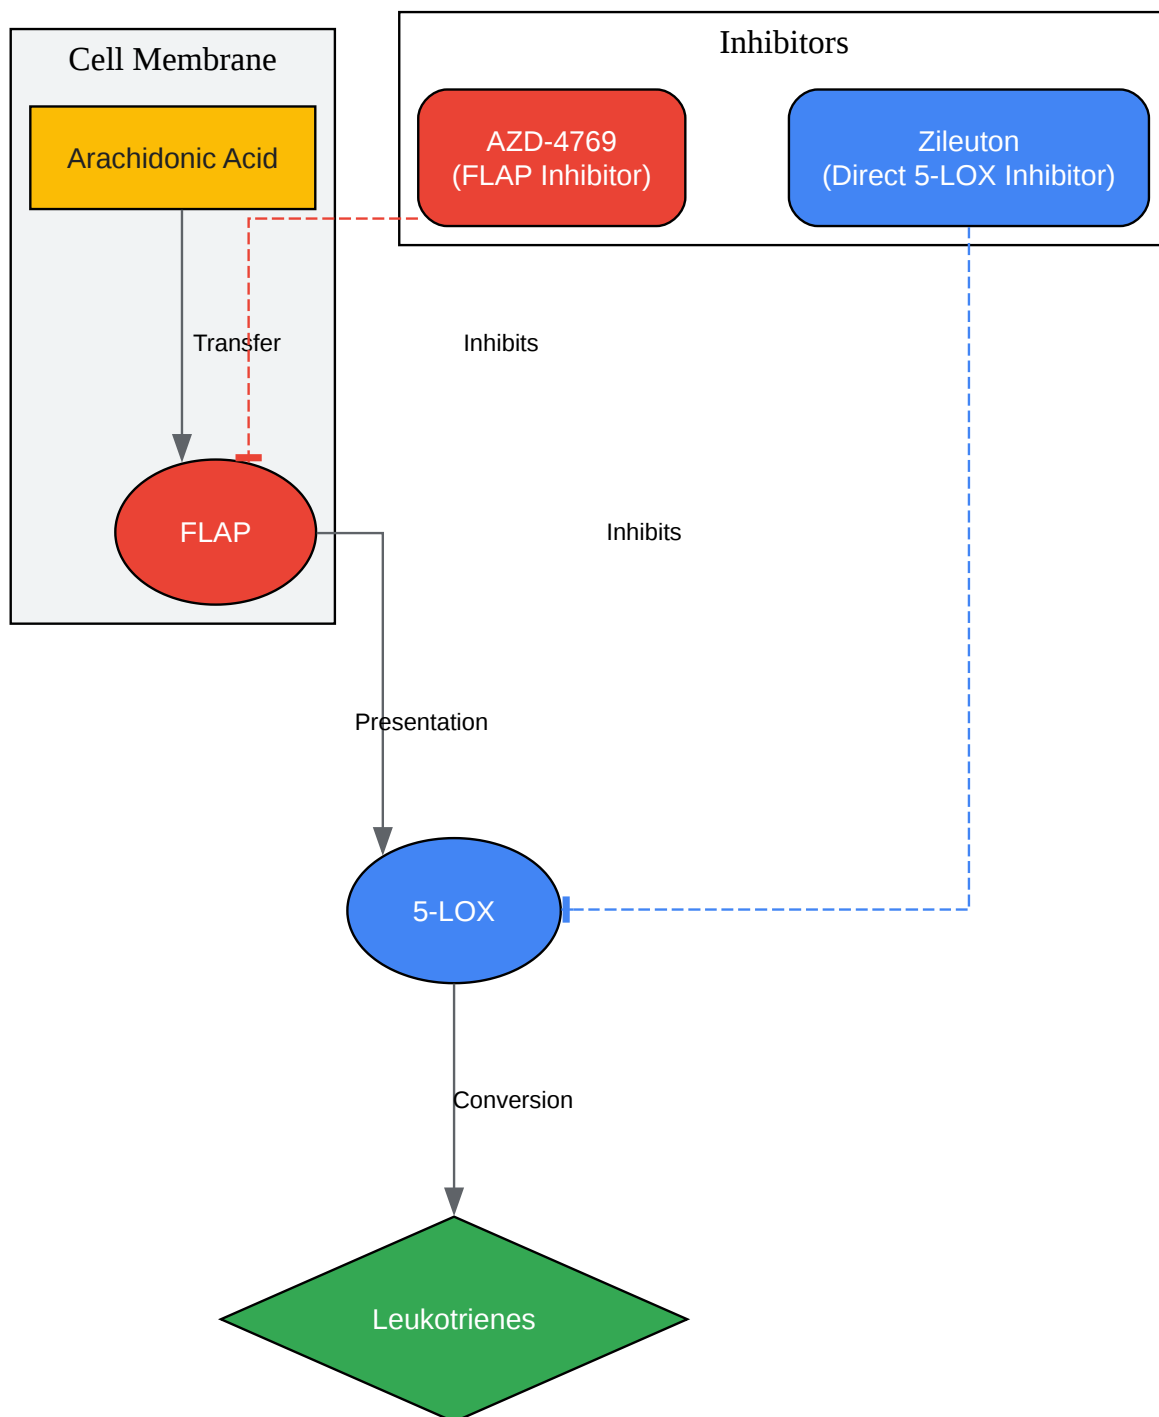 Cell Membrane
Inhibitors
Arachidonic Acid
AZD-4769
(FLAP Inhibitor)
Zileuton
(Direct 5-LOX Inhibitor)
Transfer
Inhibits
FLAP
Inhibits
Presentation
5-LOX
Conversion
Leukotrienes